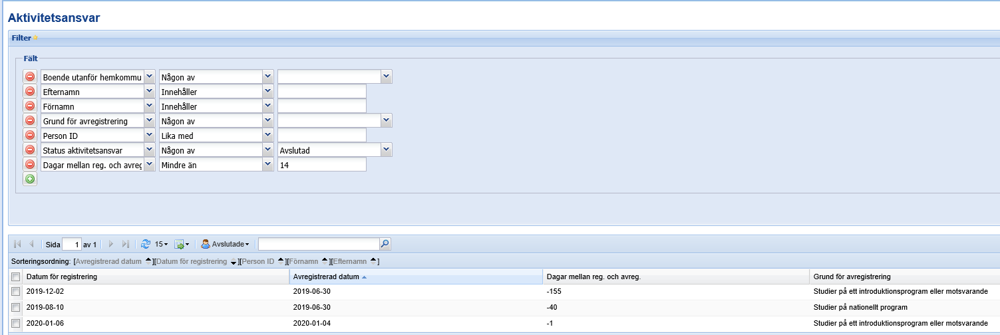 Aktivitetsansvar
Filter
Fält
Boende utanför hemkommu Någon av
Efternamn Innehåller
Förnamn Innehåller
Grund för avregistrering Någon av
Person ID Lika med
Status aktivitetsansvar Någon av Avslutad
Dagar mellan reg. och avreg Mindre än 14
Sida 1 av 1 15 Avslutade
Sorteringsordning: [Avregistrerad datum ][Datum för registrering ][Person ID ][Förnamn ][Efternamn ]
Datum för registrering Avregistrerad datum Dagar mellan reg. och avreg. Grund för avregistrering
2019-12-02 2019-06-30 -155 Studier på ett introduktionsprogram eller motsvarande
2019-08-10 2019-06-30 -40 Studier på nationellt program
2020-01-06 2020-01-04 -1 Studier på ett introduktionsprogram eller motsvarande